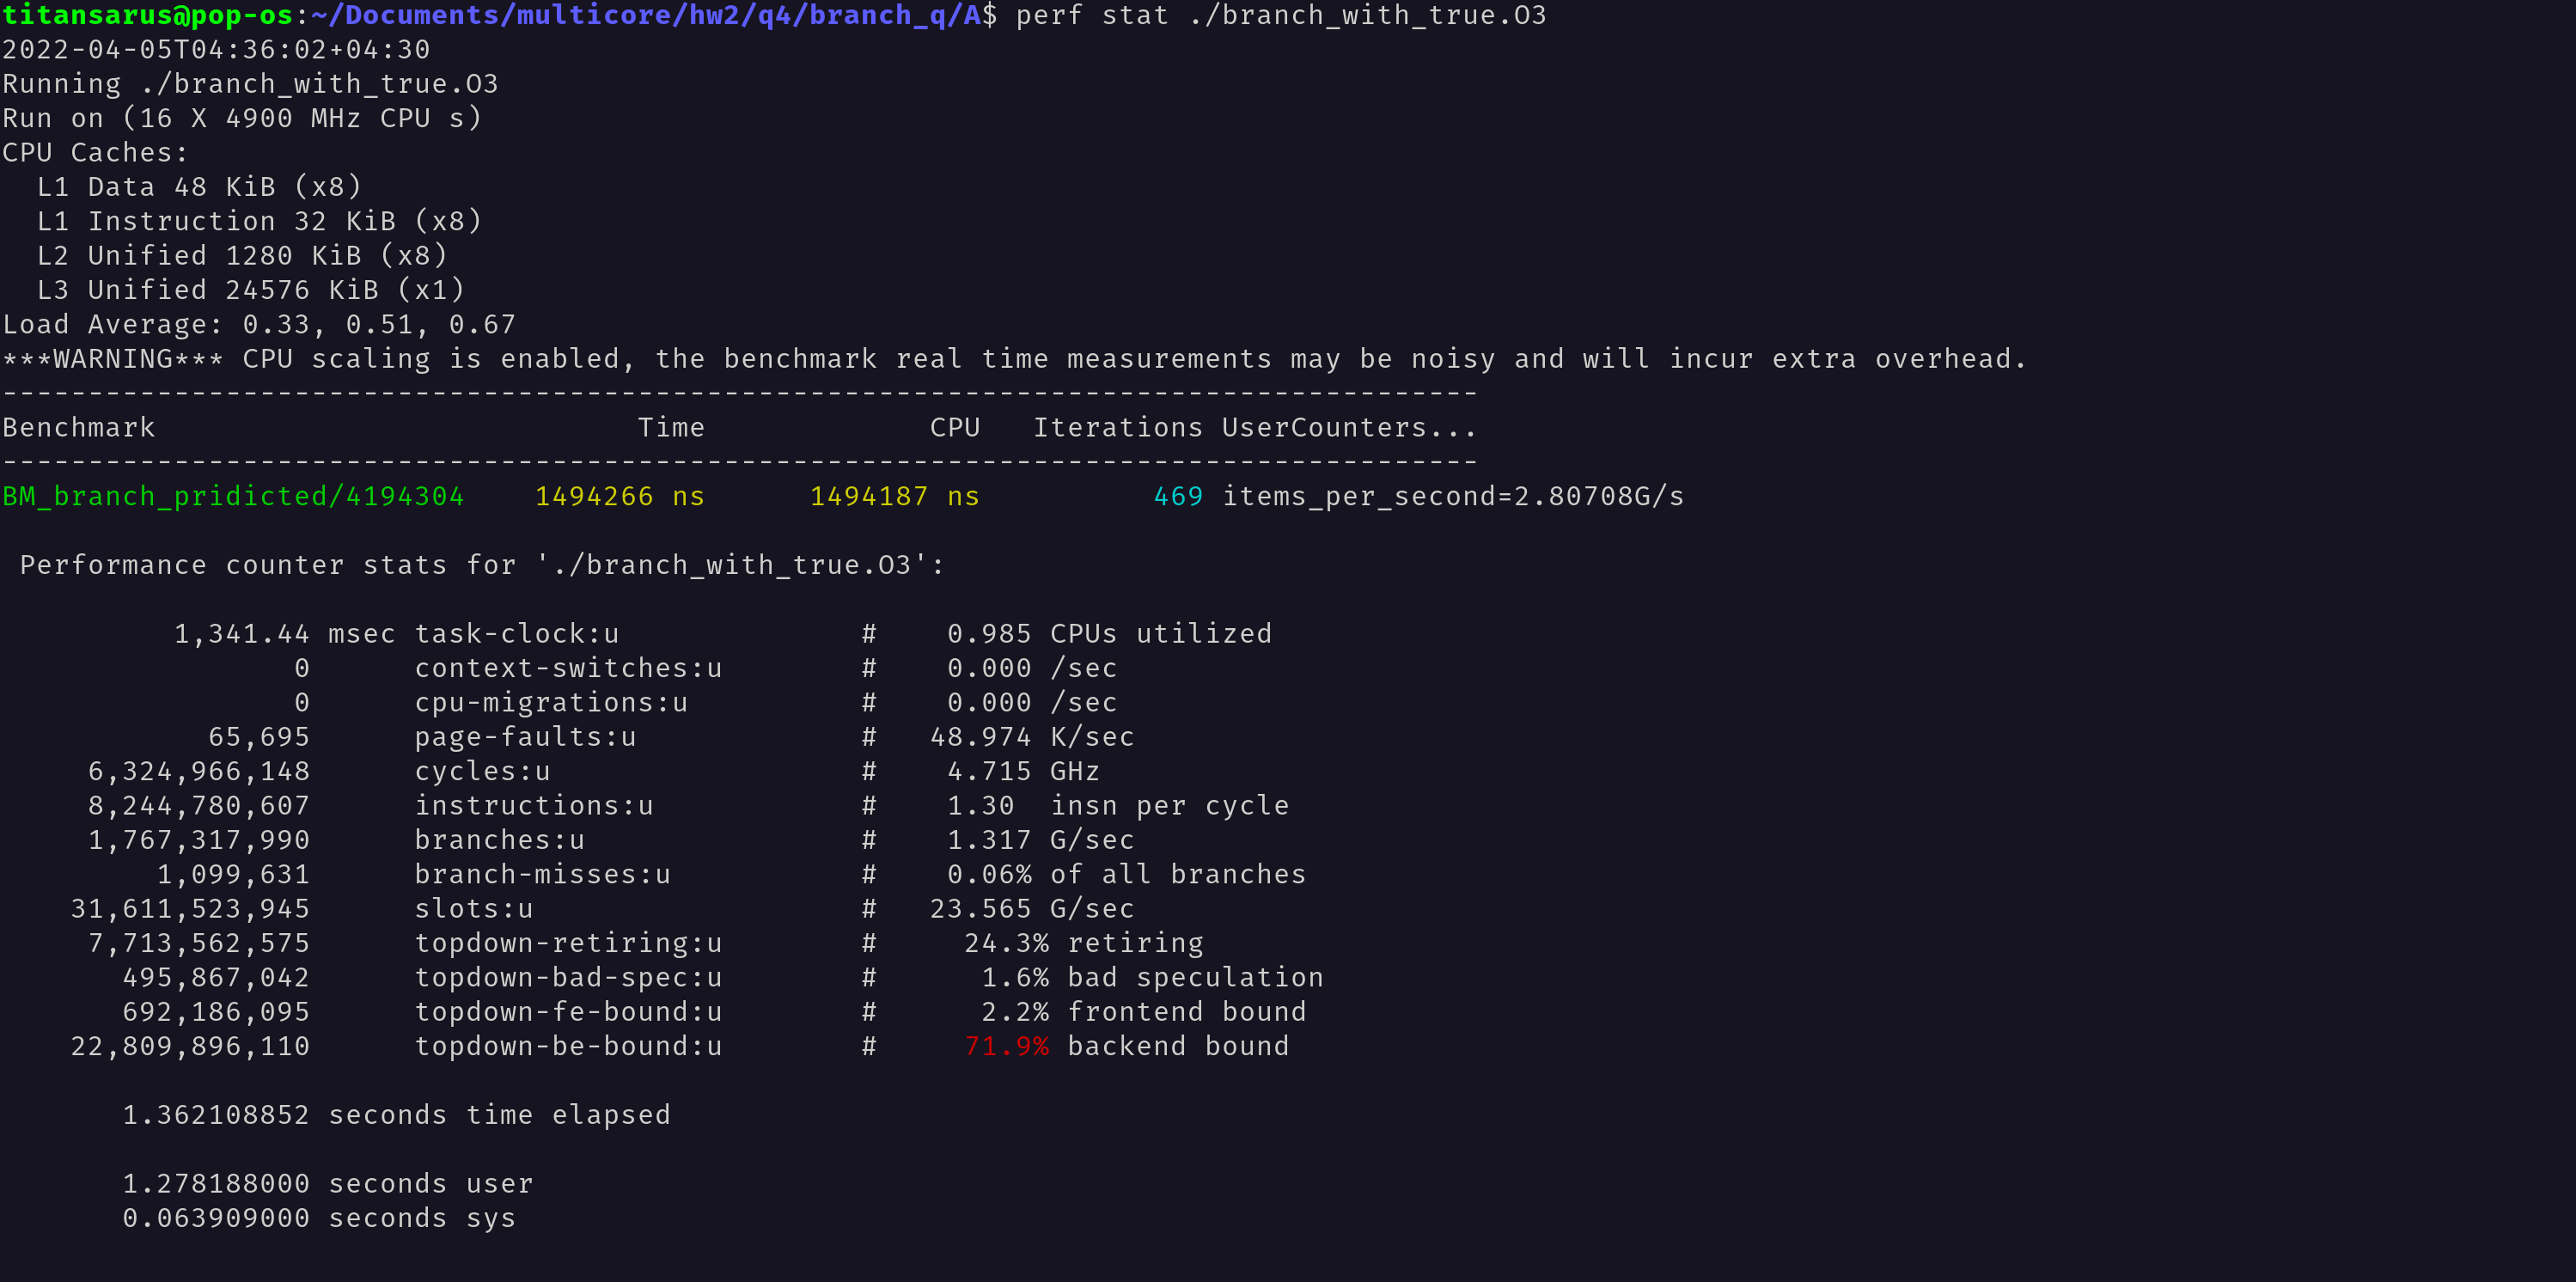 titansarus@pop-os:~/Documents/multicore/hw2/q4/branch_q/A$ perf stat ./branch_with_true.O3
2022-04-05T04:36:02+04:30
Running ./branch_with_true.O3
Run on (16 X 4900 MHz CPU s)
CPU Caches:
  L1 Data 48 KiB (x8)
  L1 Instruction 32 KiB (x8)
  L2 Unified 1280 KiB (x8)
  L3 Unified 24576 KiB (x1)
Load Average: 0.33, 0.51, 0.67
***WARNING*** CPU scaling is enabled, the benchmark real time measurements may be noisy and will incur extra overhead.
--------------------------------------------------------------------------------------
Benchmark                            Time             CPU   Iterations UserCounters...
--------------------------------------------------------------------------------------
BM_branch_pridicted/4194304    1494266 ns      1494187 ns          469 items_per_second=2.80708G/s

 Performance counter stats for './branch_with_true.O3':

          1,341.44 msec task-clock:u              #    0.985 CPUs utilized
                 0      context-switches:u        #    0.000 /sec
                 0      cpu-migrations:u          #    0.000 /sec
            65,695      page-faults:u             #   48.974 K/sec
     6,324,966,148      cycles:u                  #    4.715 GHz
     8,244,780,607      instructions:u            #    1.30  insn per cycle
     1,767,317,990      branches:u                #    1.317 G/sec
         1,099,631      branch-misses:u           #    0.06% of all branches
    31,611,523,945      slots:u                   #   23.565 G/sec
     7,713,562,575      topdown-retiring:u        #     24.3% retiring
       495,867,042      topdown-bad-spec:u        #      1.6% bad speculation
       692,186,095      topdown-fe-bound:u        #      2.2% frontend bound
    22,809,896,110      topdown-be-bound:u        #     71.9% backend bound

       1.362108852 seconds time elapsed

       1.278188000 seconds user
       0.063909000 seconds sys